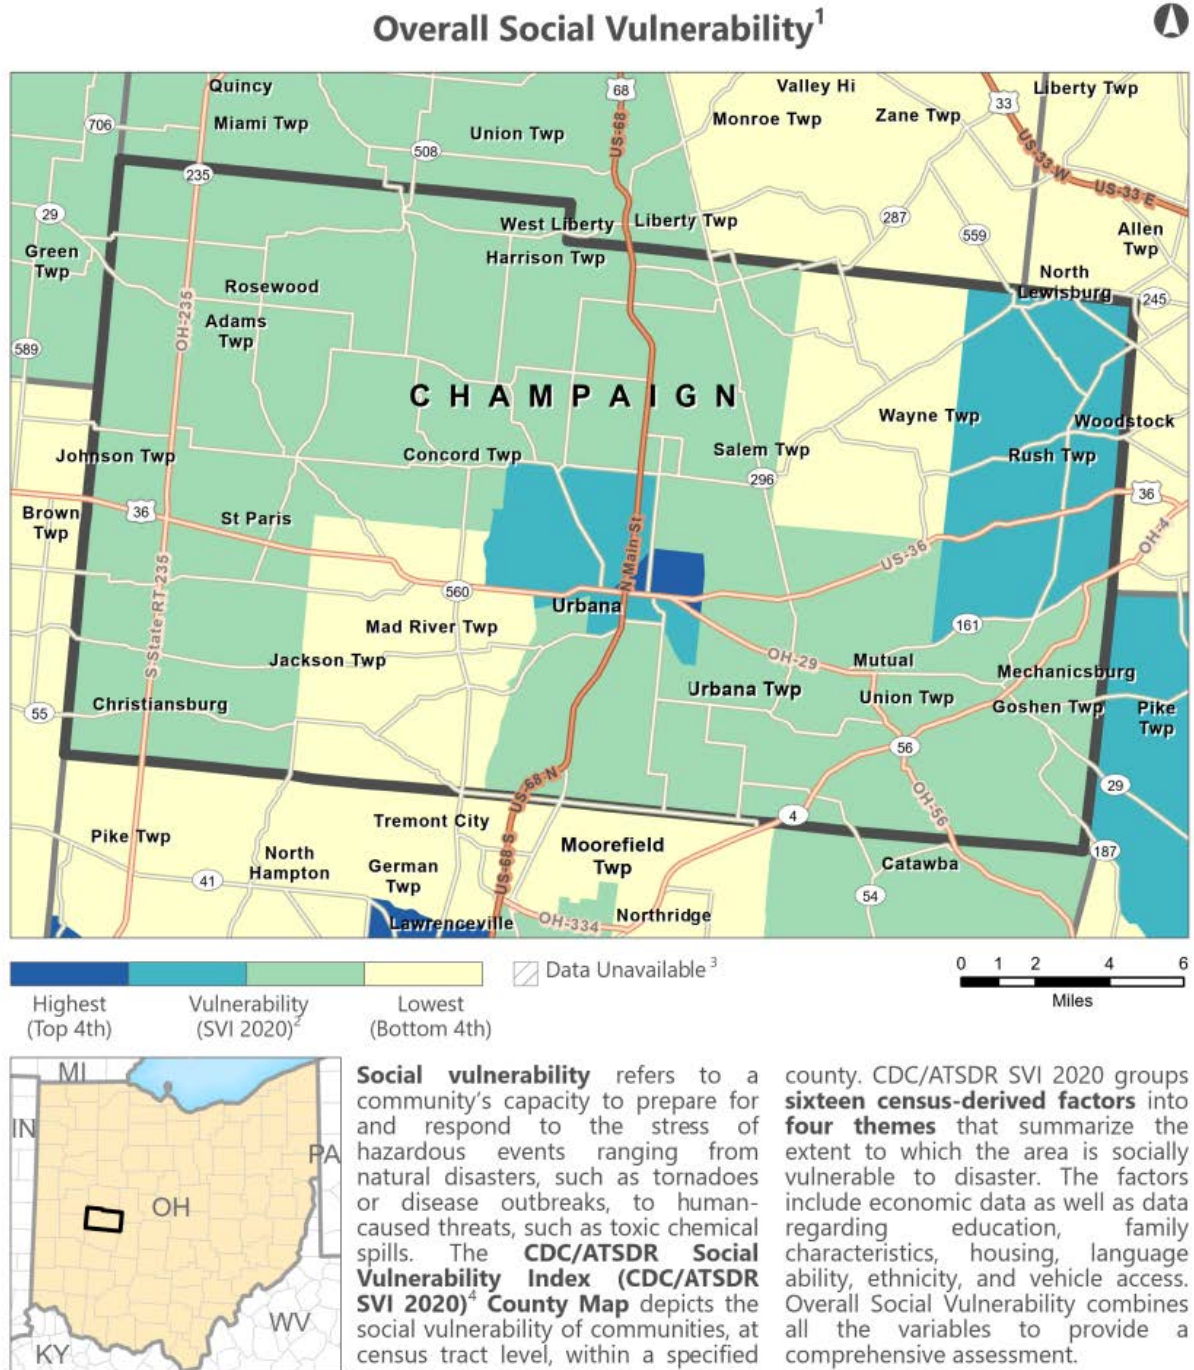 Overall Social Vulnerability1
Quincy
Valley Hi
Liberty Twp
68
33
706
Miami Twp
Union Twp
Monroe Twp
Zane Twp
US-68
508
US-33 W
235
US-33 E
29
West Liberty
Liberty Twp
287
559
Allen
Twp
Green
Twp
Harrison Twp
North
Lewisburg
245
Rosewood
OH-235
Adams
Twp
589
CHAMPAIGN
Wayne Twp
Woodstock
Johnson Twp
Concord Twp
Salem Twp
Rush Twp
296
36
36
Brown
Twp
St Paris
N Main St
US-36
OH-4
S State RT 235
560
Urbana
161
Mad River Twp
Jackson Twp
OH-29
Mutual
Mechanicsburg
Christiansburg
Urbana Twp
Union Twp
Goshen Twp
Pike
Twp
55
56
US-68 N
29
OH-56
4
Pike Twp
Tremont City
Moorefield
Twp
US-68 S
187
North
Hampton
German
Twp
Catawba
41
54
Lawrenceville
OH-334
Northridge
Highest
(Top 4th)
Vulnerability
(SVI 2020)2
Lowest
(Bottom 4th)
Data Unavailable3
0 1 2 4 6
Miles
MI
IN
PA
OH
WV
KY
Social vulnerability refers to a
community's capacity to prepare for
and respond to the stress of
hazardous events ranging from
natural disasters, such as tornadoes
or disease outbreaks, to human-
caused threats, such as toxic chemical
spills. The CDC/ATSDR Social
Vulnerability Index (CDC/ATSDR
SVI 2020)4 County Map depicts the
social vulnerability of communities, at
census tract level, within a specified
county. CDC/ATSDR SVI 2020 groups
sixteen census-derived factors into
four themes that summarize the
extent to which the area is socially
vulnerable to disaster. The factors
include economic data as well as data
regarding education, family
characteristics, housing, language
ability, ethnicity, and vehicle access.
Overall Social Vulnerability combines
all the variables to provide a
comprehensive assessment.